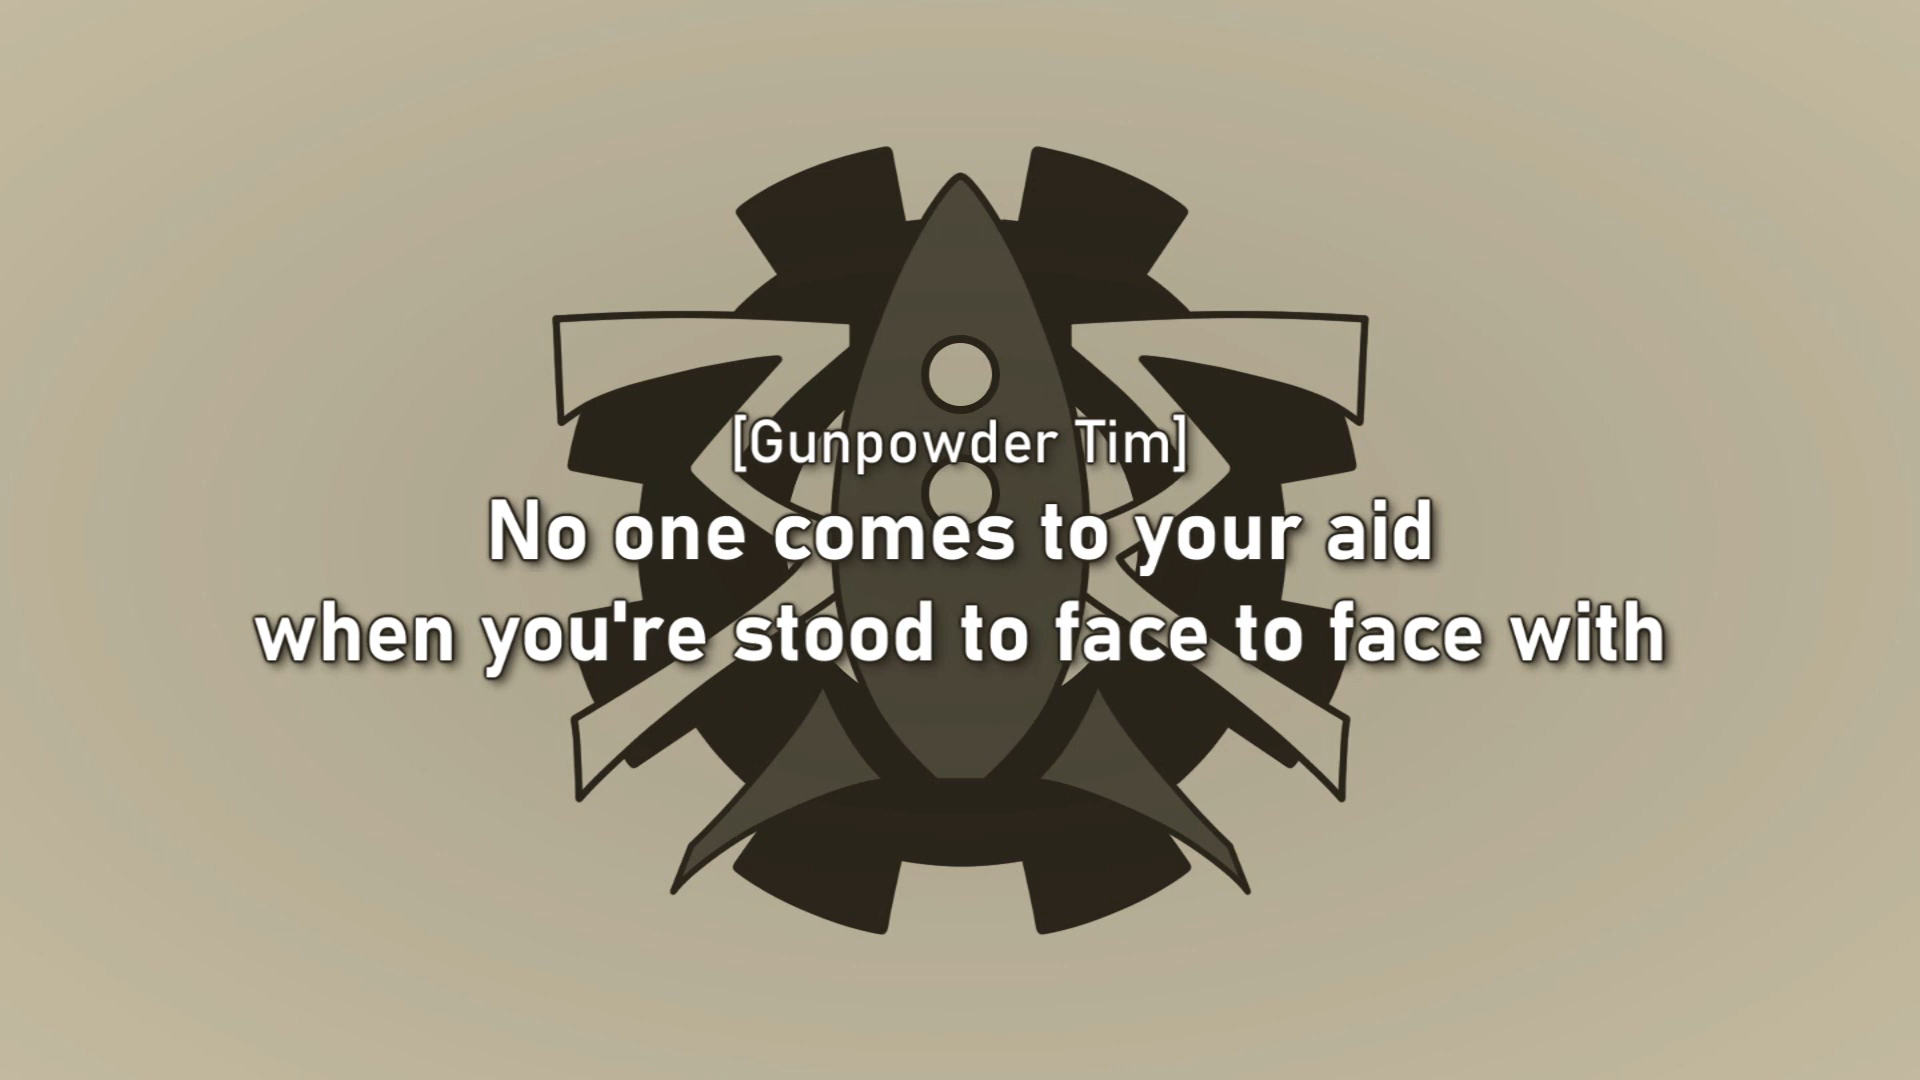 [Gunpowder Tim]
No one comes to your aid
when you're stood to face to face with